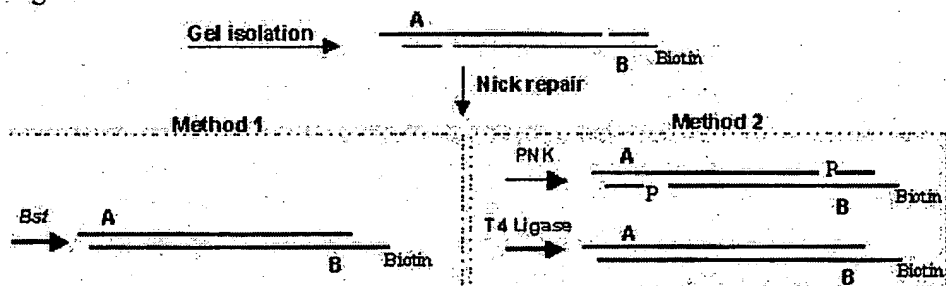 A
Gel isolation
B Biotin
Nick repair
Method 1
Method 2
PNK A P
P B Biotin
Bst A
B Biotin
T4 Ligase A
B Biotin